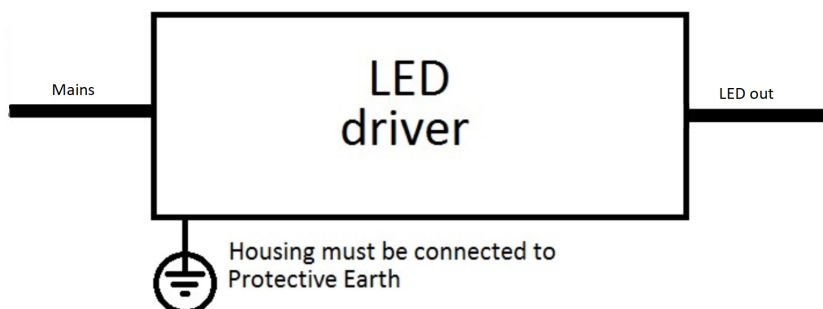 Mains
LED
driver
LED out
Housing must be connected to
Protective Earth